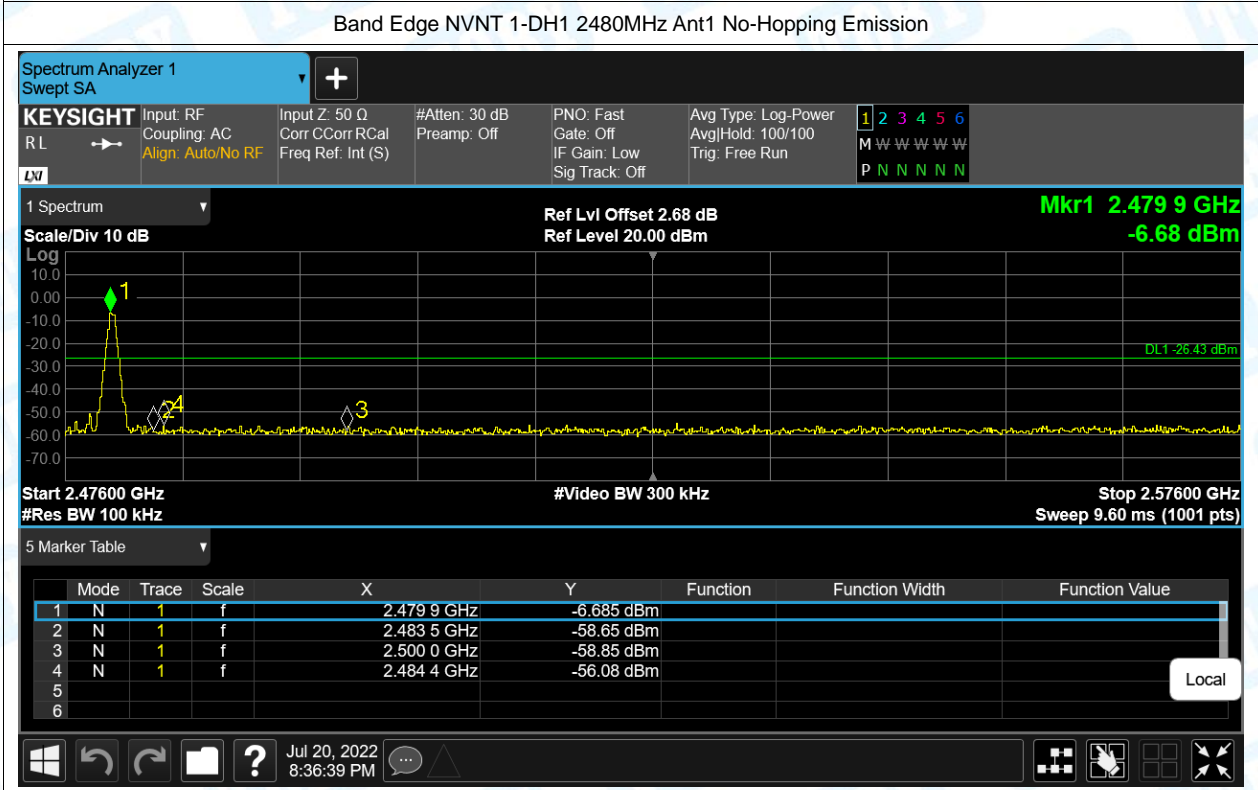 Band Edge NVNT 1-DH1 2480MHz Ant1 No-Hopping Emission
Spectrum Analyzer 1
Swept SA
+
KEYSIGHT
RL
LXI
Input: RF
Coupling: AC
Align: Auto/No RF
Input Z: 50 Ω
Corr CCorr RCal
Freq Ref: Int (S)
#Atten: 30 dB
Preamp: Off
PNO: Fast
Gate: Off
IF Gain: Low
Sig Track: Off
Avg Type: Log-Power
Avg|Hold: 100/100
Trig: Free Run
1 2 3 4 5 6
M W W W W W
P N N N N N
1 Spectrum
Scale/Div 10 dB
Ref Lvl Offset 2.68 dB
Ref Level 20.00 dBm
Mkr1 2.479 9 GHz
-6.68 dBm
Log
10.0
0.00
-10.0
-20.0
-30.0
-40.0
-50.0
-60.0
-70.0
1
2
4
3
DL1 -26.43 dBm
Start 2.47600 GHz
#Res BW 100 kHz
#Video BW 300 kHz
Stop 2.57600 GHz
Sweep 9.60 ms (1001 pts)
5 Marker Table
Mode Trace Scale X Y Function Function Width Function Value
1 N 1 f 2.479 9 GHz -6.685 dBm
2 N 1 f 2.483 5 GHz -58.65 dBm
3 N 1 f 2.500 0 GHz -58.85 dBm
4 N 1 f 2.484 4 GHz -56.08 dBm
5
6
Local
?
Jul 20, 2022
8:36:39 PM